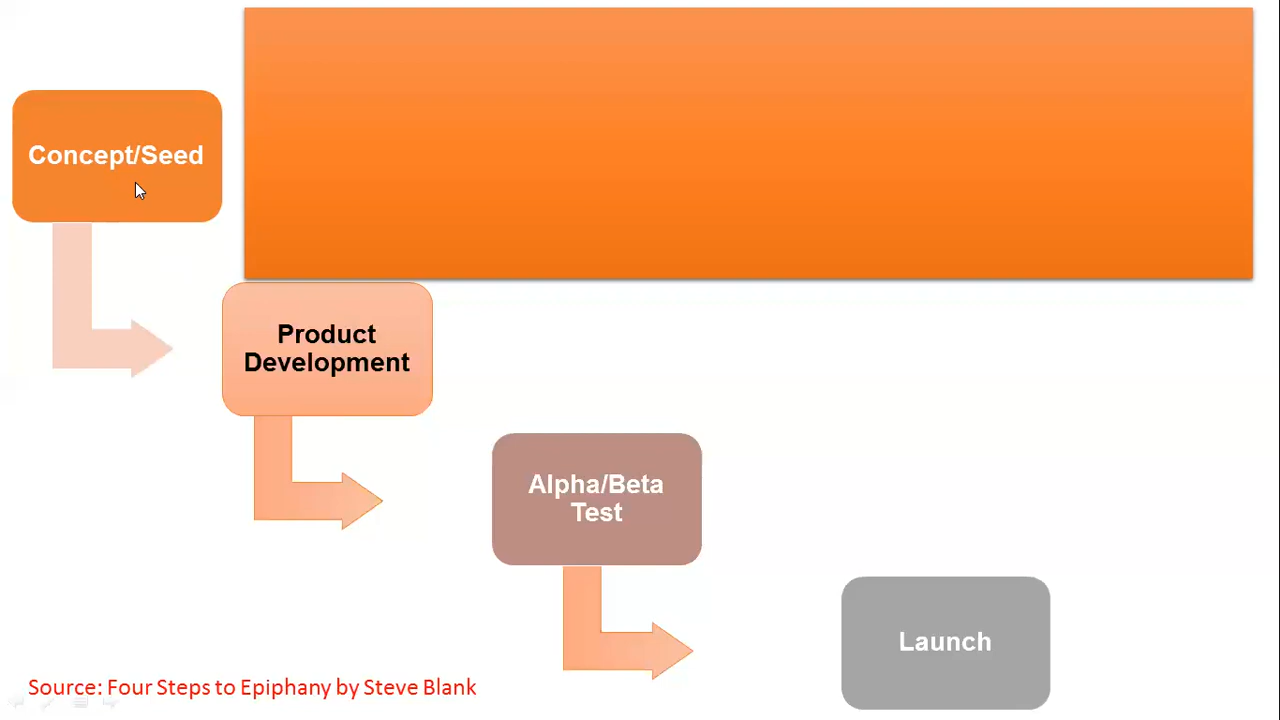 Concept/Seed
Product
Development
Alpha/Beta
Test
Launch
Source: Four Steps to Epiphany by Steve Blank